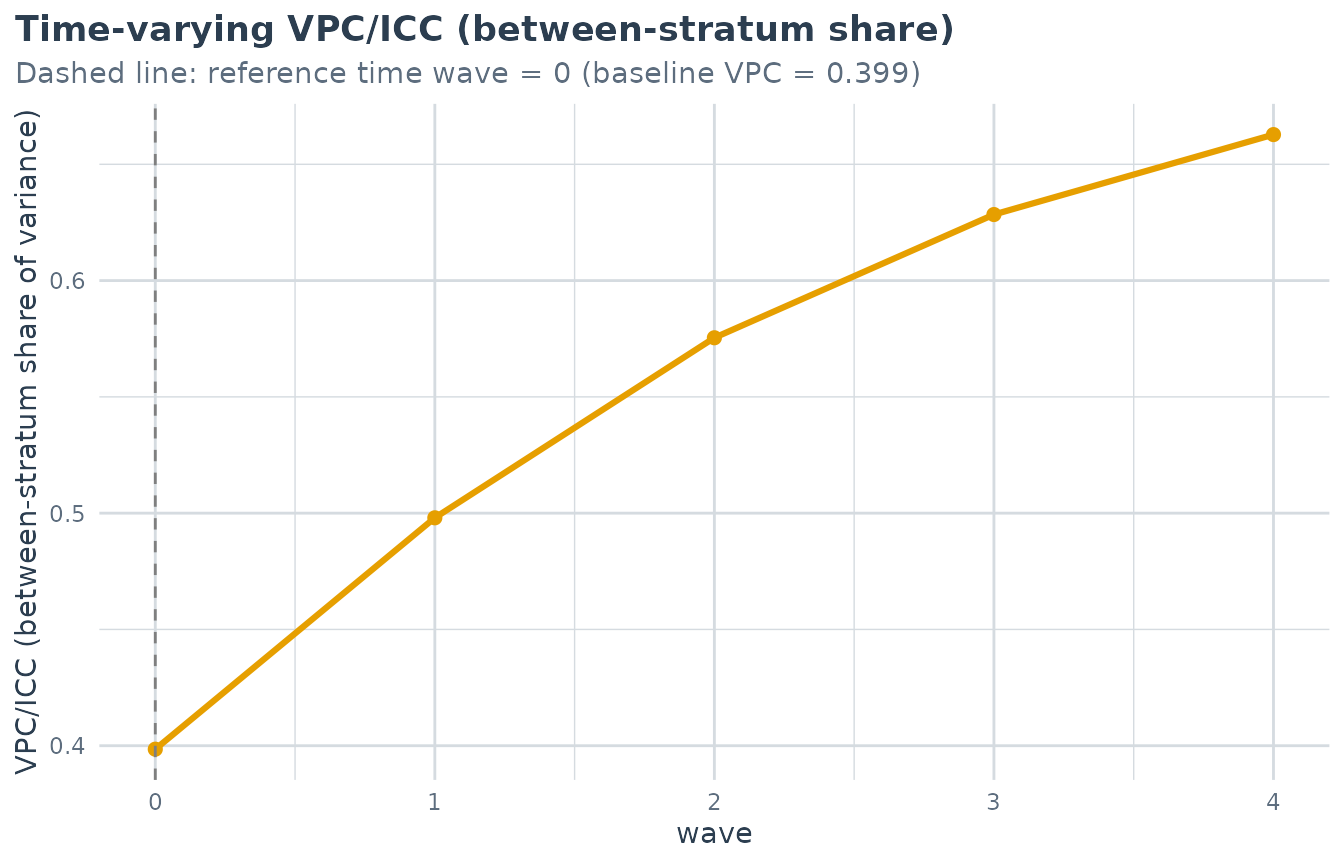 Time-varying VPC/ICC (between-stratum share)
Dashed line: reference time wave = 0 (baseline VPC = 0.399)
VPC/ICC (between-stratum share of variance)
0.6
0.5
0.4
0 1 2 3 4
wave